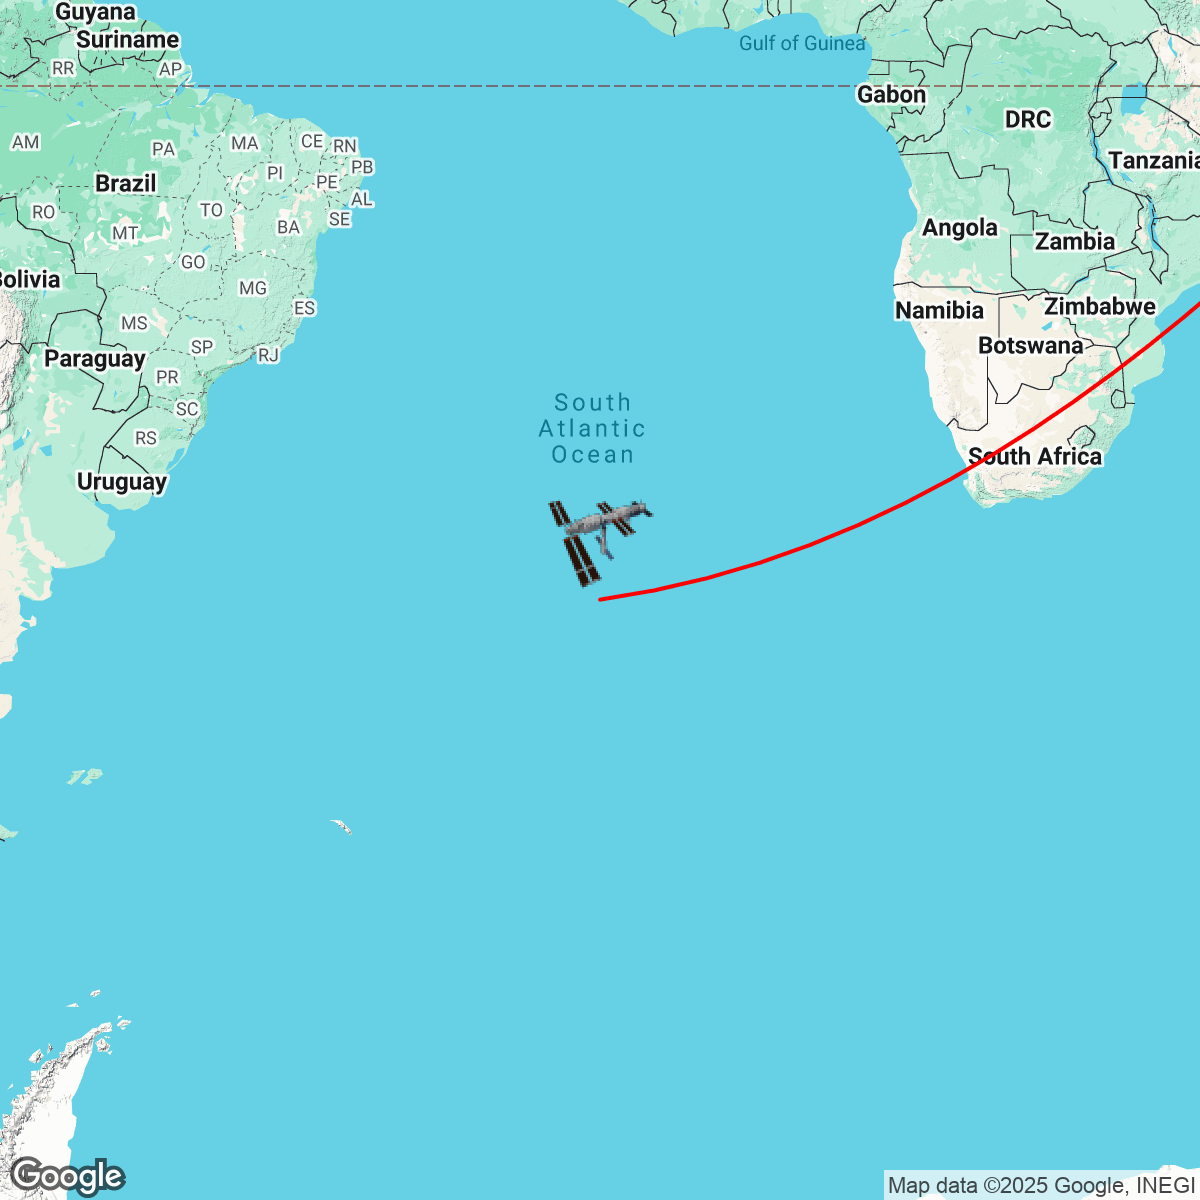 Guyana
Suriname
RR
AP
Gulf of Guinea
Gabon
DRC
AM
PA
MA
CE
RN
PI
PB
PE
Tanzania
Brazil
AL
TO
SE
RO
MT
BA
Angola
Zambia
GO
Bolivia
MG
ES
Namibia
Zimbabwe
MS
SP
RJ
Botswana
Paraguay
PR
SC
South
Atlantic
Ocean
RS
South Africa
Uruguay
Google
Map data ©2025 Google, INEGI